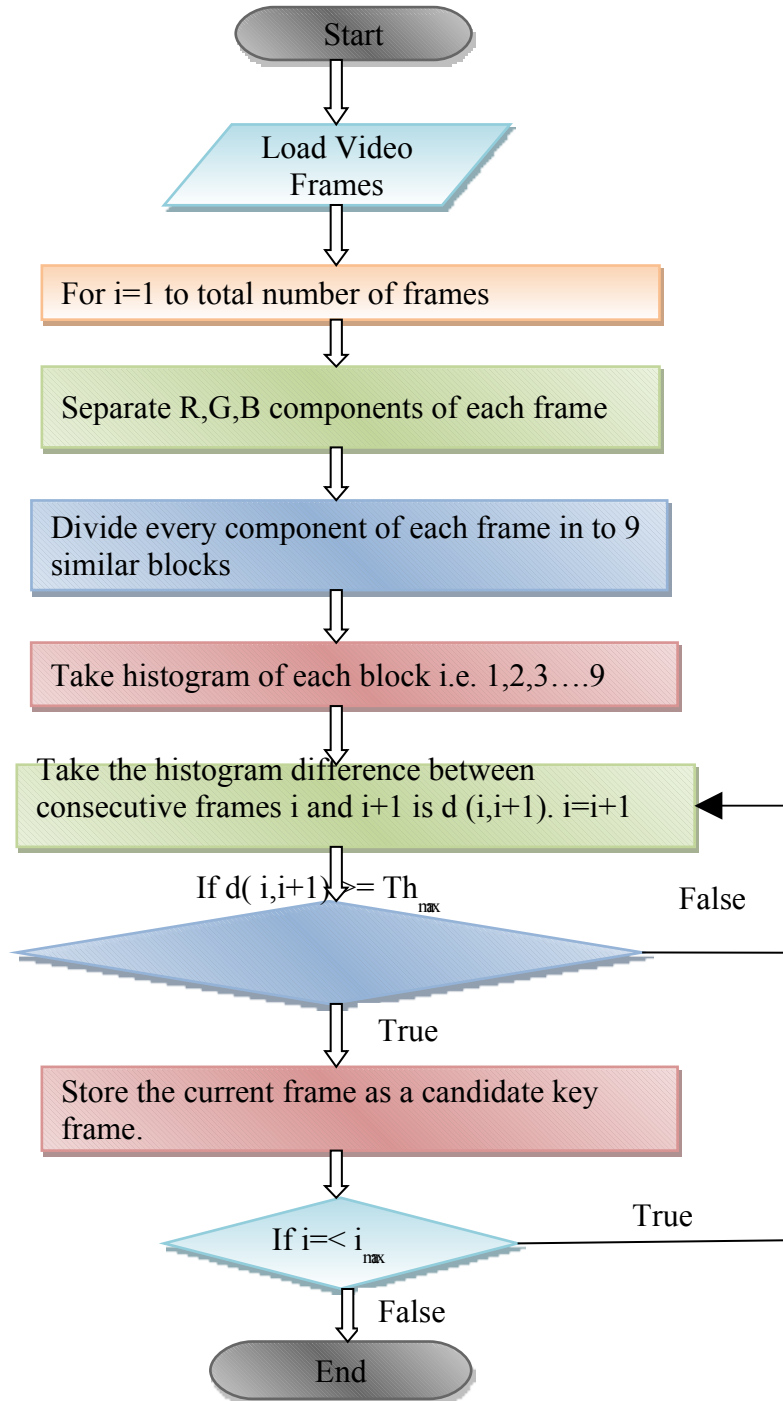 Start
Load Video
Frames
For i=1 to total number of frames
Separate R,G,B components of each frame
Divide every component of each frame in to 9
similar blocks
Take histogram of each block i.e. 1,2,3….9
Take the histogram difference between
consecutive frames i and i+1 is d (i,i+1). i=i+1
If d( i,i+1) >= Th max
False
True
Store the current frame as a candidate key
frame.
If i=< i max
True
False
End